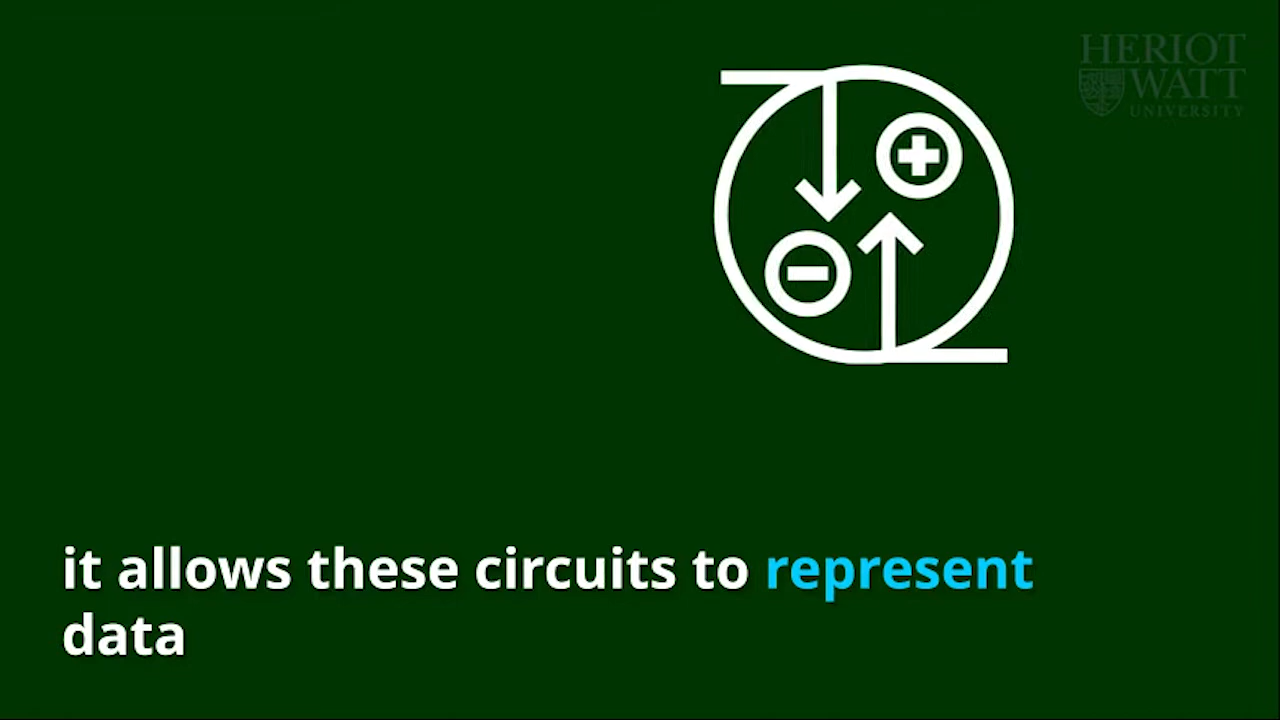 HERIOT
WATT
UNIVERSITY
it allows these circuits to represent
data